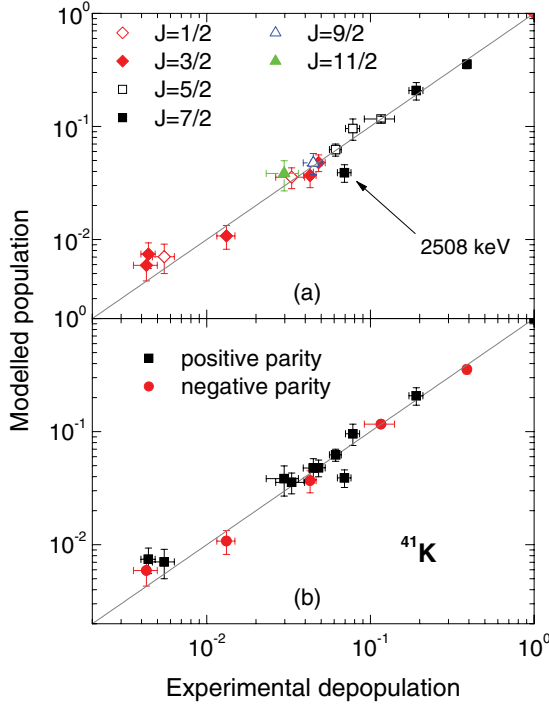 10^0
J=1/2
J=9/2
J=3/2
J=11/2
J=5/2
10^-1
J=7/2
10^-2
2508 keV
(a)
10^0
positive parity
negative parity
10^-1
10^-2
41K
(b)
10^-2
10^-1
10^0
Experimental depopulation
Modelled population